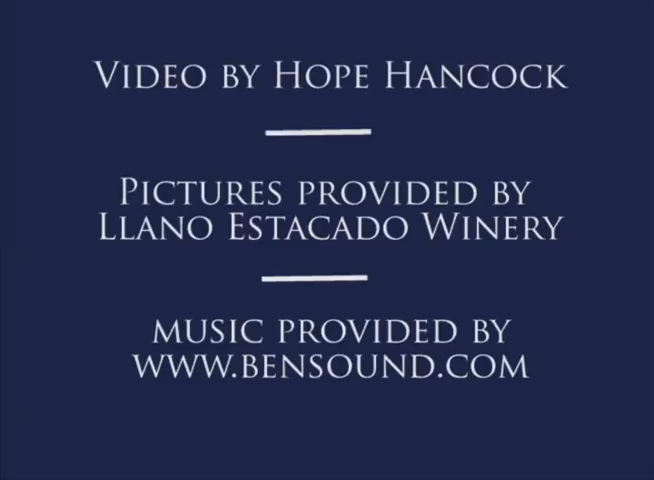 Video by Hope Hancock
Pictures provided by
Llano Estacado Winery
music provided by
www.bensound.com